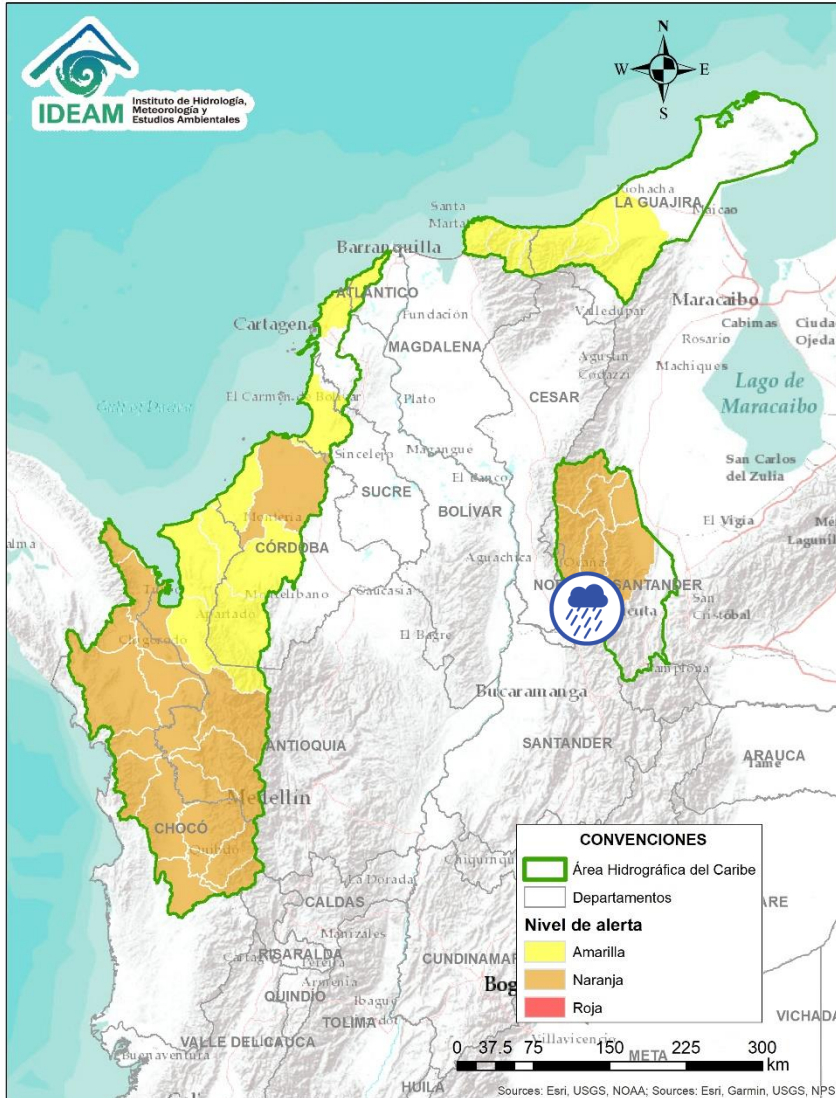 IDEAM
Instituto de Hidrología,
Meteorología y
Estudios Ambientales
N
W
E
S
Riohacha
LA GUAJIRA
Maicao
Santa
Marta
Barranquilla
ATLÁNTICO
Maracaibo
Cartagena
Fundación
Valledupar
Cabimas
Ciudad
Rosario
Ojeda
MAGDALENA
Agustín
Codazzi
Machiques
CESAR
Lago de
Maracaibo
El Carmen de Bolívar
Plato
Sincelejo
Magangue
San Carlos
del Zulia
SUCRE
El Banco
Montería
BOLÍVAR
El Vigía
CÓRDOBA
Aguachica
Ocaña
SANTANDER
Montelíbano
Caucasia
San
Cristóbal
Apartadó
El Bagre
Chigorodó
Pamplona
Bucaramanga
ANTIOQUIA
SANTANDER
ARAUCA
Tame
Medellín
CHOCÓ
Quibdó
La Dorada
CALDAS
Manizales
RISARALDA
Pereira
Armenia
QUINDÍO
Ibagué
TOLIMA
VALLE DEL CAUCA
Buenaventura
HUILA
Villavicencio
META
VICHADA
CONVENCIONES
Área Hidrográfica del Caribe
Departamentos
Nivel de alerta
Amarilla
Naranja
Roja
0 37.5 75 150 225 300
km
Sources: Esri, USGS, NOAA; Sources: Esri, Garmin, USGS, NPS